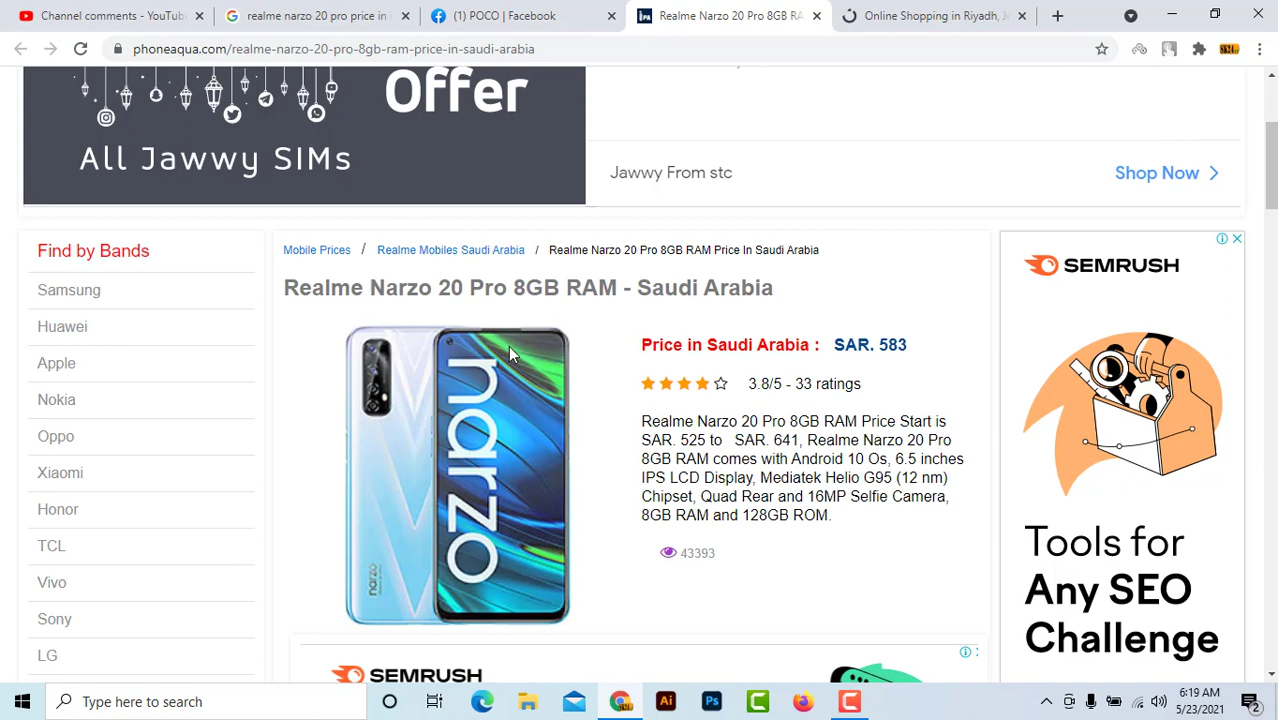 Channel comments - YouTub
realme narzo 20 pro price in
(1) POCO | Facebook
Realme Narzo 20 Pro 8GB RA
Online Shopping in Riyadh, Je
phoneaqua.com/realme-narzo-20-pro-8gb-ram-price-in-saudi-arabia
Offer
All Jawwy SIMs
Jawwy From stc
Shop Now
Find by Bands
Samsung
Huawei
Apple
Nokia
Oppo
Xiaomi
Honor
TCL
Vivo
Sony
LG
Mobile Prices / Realme Mobiles Saudi Arabia / Realme Narzo 20 Pro 8GB RAM Price In Saudi Arabia
Realme Narzo 20 Pro 8GB RAM - Saudi Arabia
narzo
narzo
Price in Saudi Arabia : SAR. 583
3.8/5 - 33 ratings
Realme Narzo 20 Pro 8GB RAM Price Start is
SAR. 525 to SAR. 641, Realme Narzo 20 Pro
8GB RAM comes with Android 10 Os, 6.5 inches
IPS LCD Display, Mediatek Helio G95 (12 nm)
Chipset, Quad Rear and 16MP Selfie Camera,
8GB RAM and 128GB ROM.
43393
SEMRUSH
SEMRUSH
Tools for
Any SEO
Challenge
Type here to search
Ai
Ps
6:19 AM
5/23/2021
2